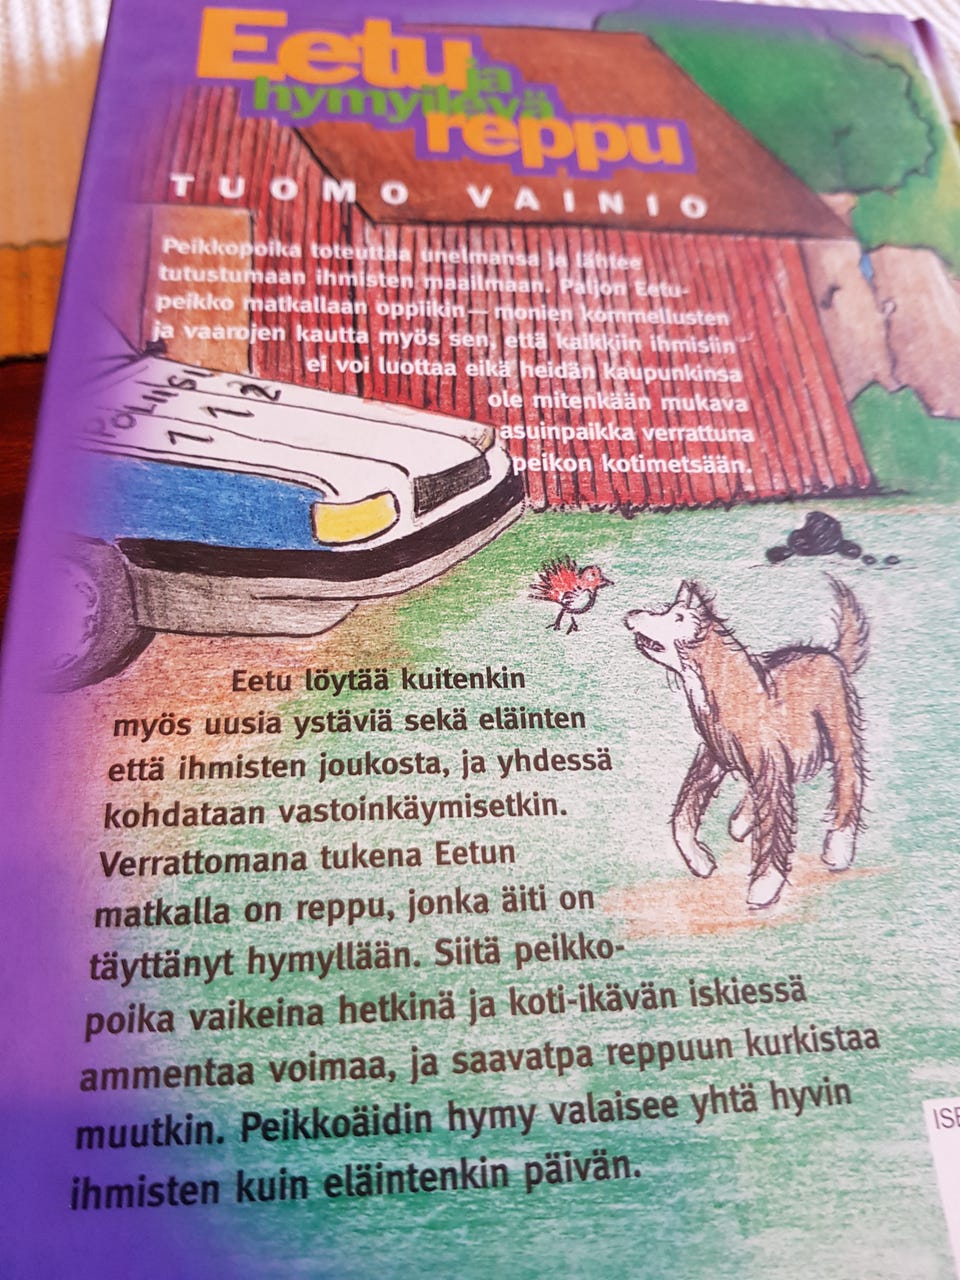 Eetu ja
hymyilevä
reppu
TUOMO VAINIO
Peikkopoika toteuttaa unelmansa ja lähtee
tutustumaan ihmisten maailmaan. Paljon Eetu-
peikko matkallaan oppiikin — monien kommellusten
ja vaarojen kautta myös sen, että kaikkiin ihmisiin
ei voi luottaa eikä heidän kaupunkinsa
ole mitenkään mukava
asuinpaikka verrattuna
peikon kotimetsään.
POLIISI
112
Eetu löytää kuitenkin
myös uusia ystäviä sekä eläinten
että ihmisten joukosta, ja yhdessä
kohdataan vastoinkäymisetkin.
Verrattomana tukena Eetun
matkalla on reppu, jonka äiti on
täyttänyt hymyllään. Siitä peikko-
poika vaikeina hetkinä ja koti-ikävän iskiessä
ammentaa voimaa, ja saavatpa reppuun kurkistaa
muutkin. Peikkoäidin hymy valaisee yhtä hyvin
ihmisten kuin eläintenkin päivän.